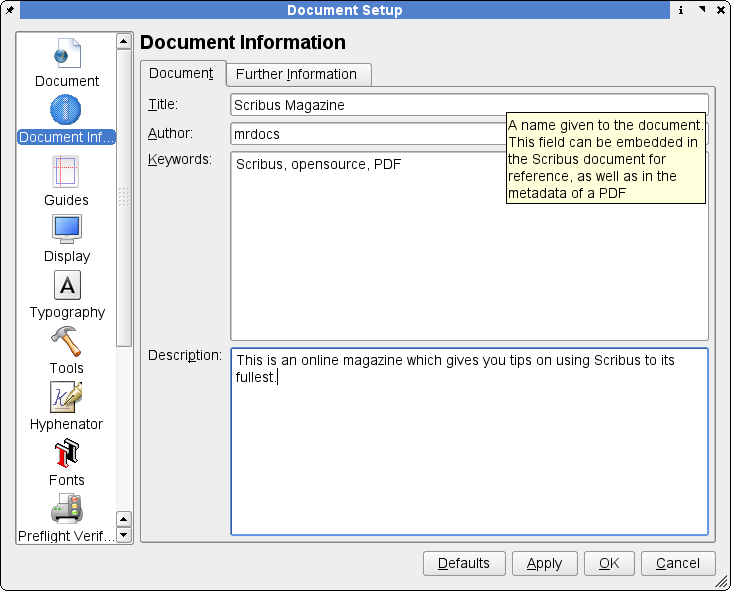 Document Setup
Document
Document Inf...
Guides
Display
Typography
Tools
Hyphenator
Fonts
Preflight Verif...
Document Information
Document
Further Information
Title:
Scribus Magazine
Author:
mrdocs
Keywords:
Scribus, opensource, PDF
A name given to the document.
This field can be embedded in
the Scribus document for
reference, as well as in the
metadata of a PDF
Description:
This is an online magazine which gives you tips on using Scribus to its
fullest.
Defaults
Apply
OK
Cancel